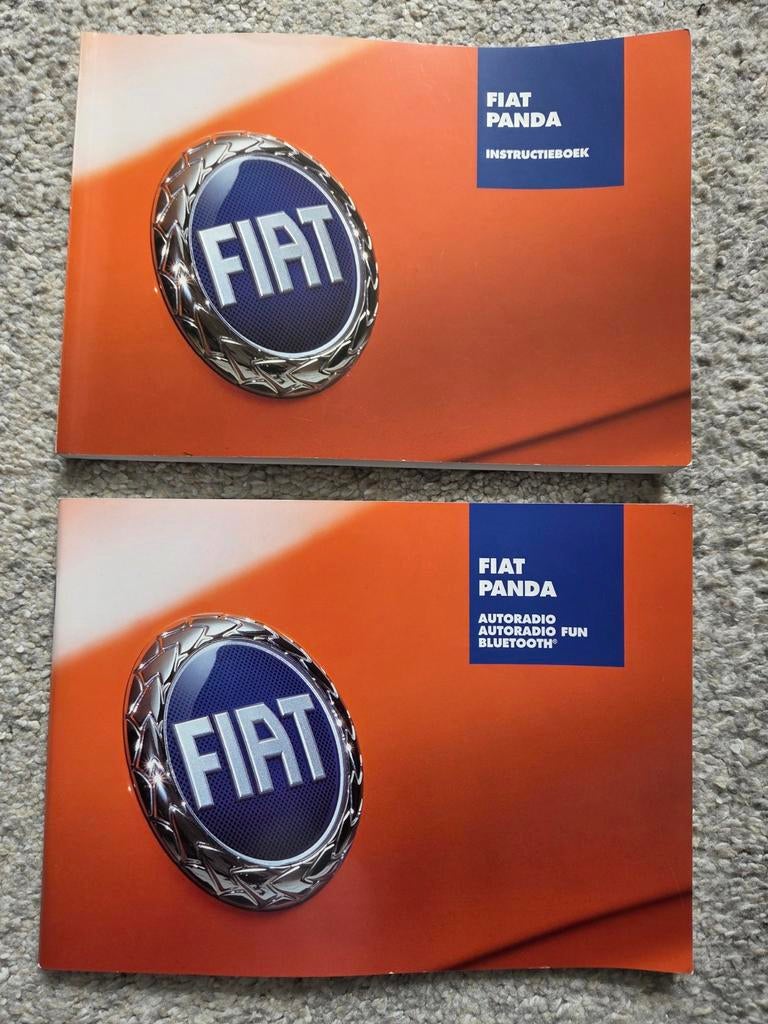 FIAT
PANDA
INSTRUCTIEBOEK
FIAT
FIAT
PANDA
AUTORADIO
AUTORADIO FUN
BLUETOOTH®
FIAT